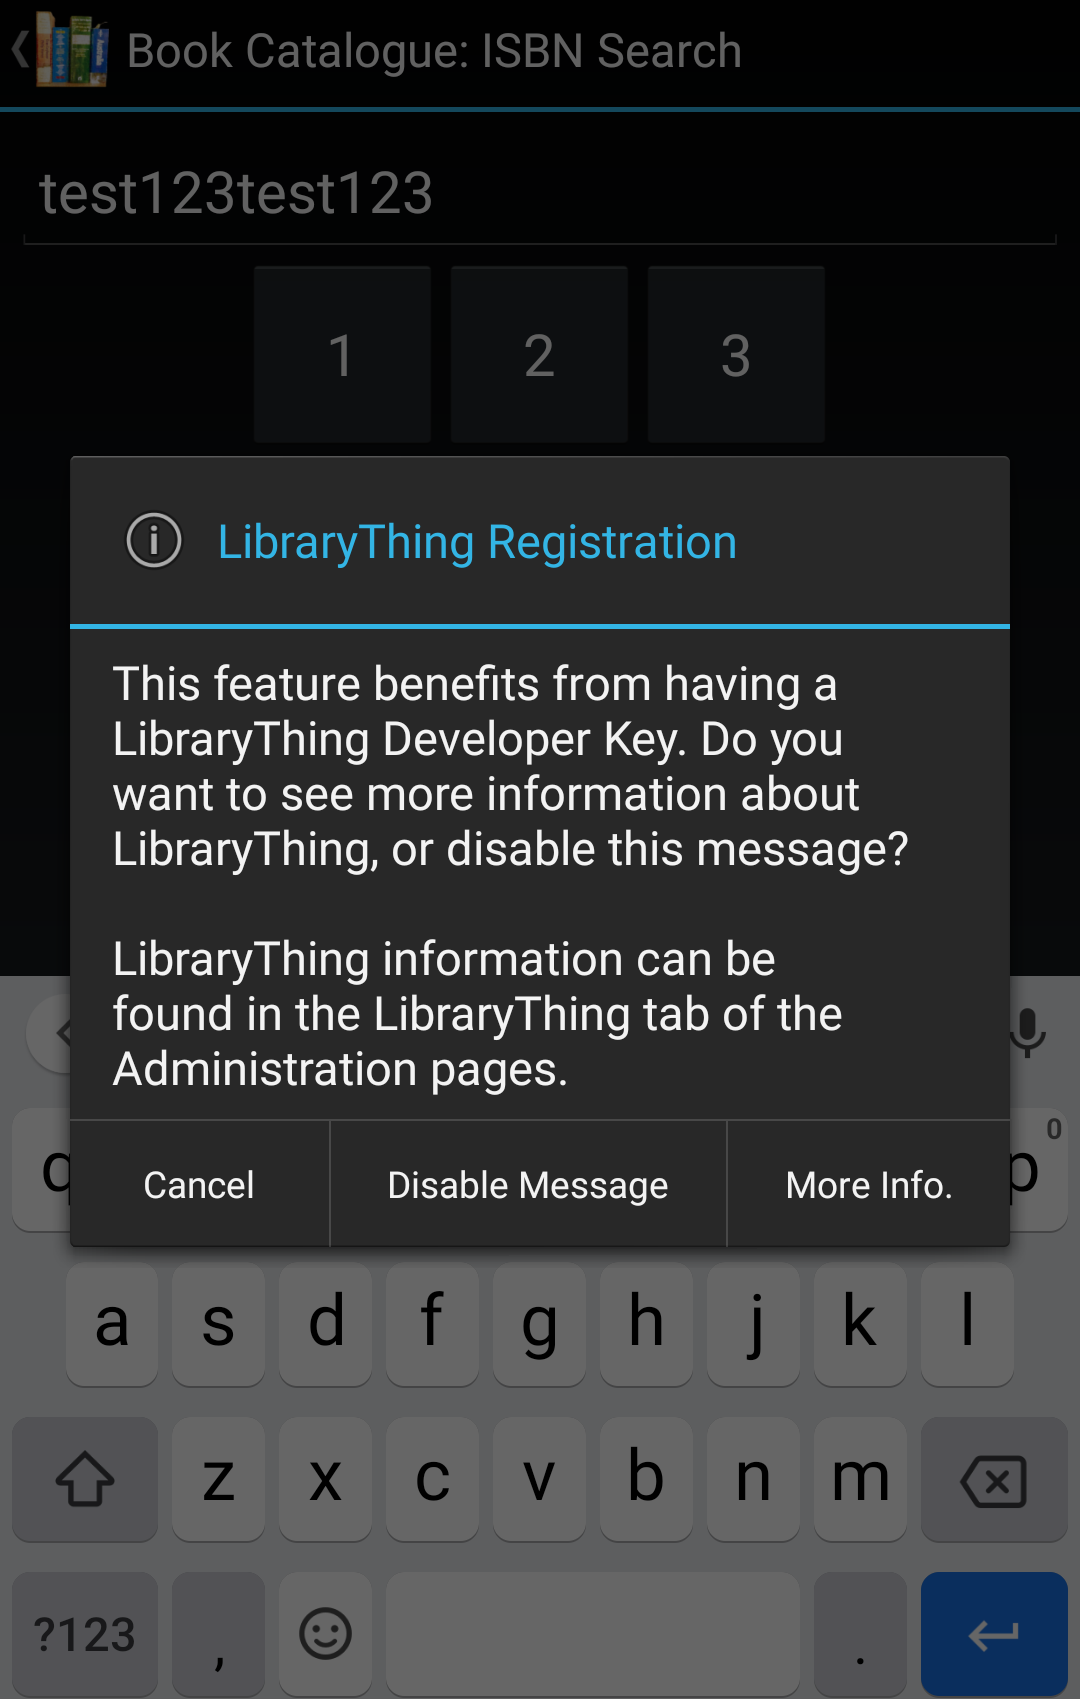 Book Catalogue: ISBN Search
test123test123
1 2 3
LibraryThing Registration
This feature benefits from having a
LibraryThing Developer Key. Do you
want to see more information about
LibraryThing, or disable this message?
LibraryThing information can be
found in the LibraryThing tab of the
Administration pages.
Cancel Disable Message More Info.
q p 0
a s d f g h j k l
z x c v b n m
?123 , .